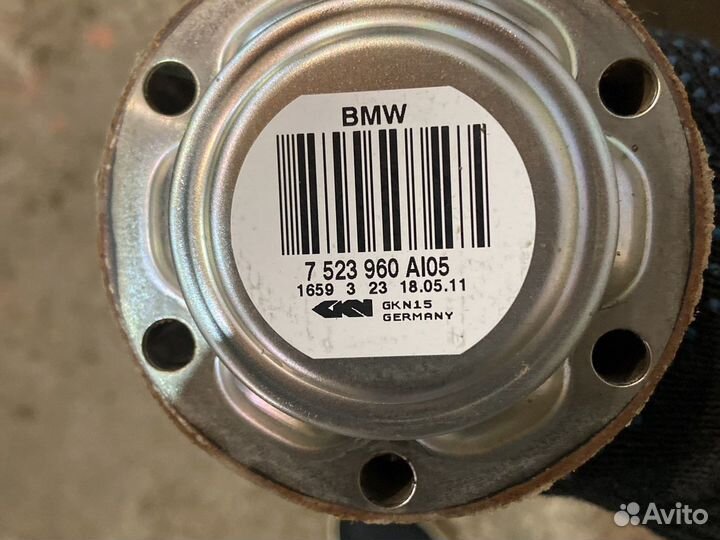 BMW
7 523 960 AI05
1659 3 23 18.05.11
GKN GKN15
GERMANY
Avito